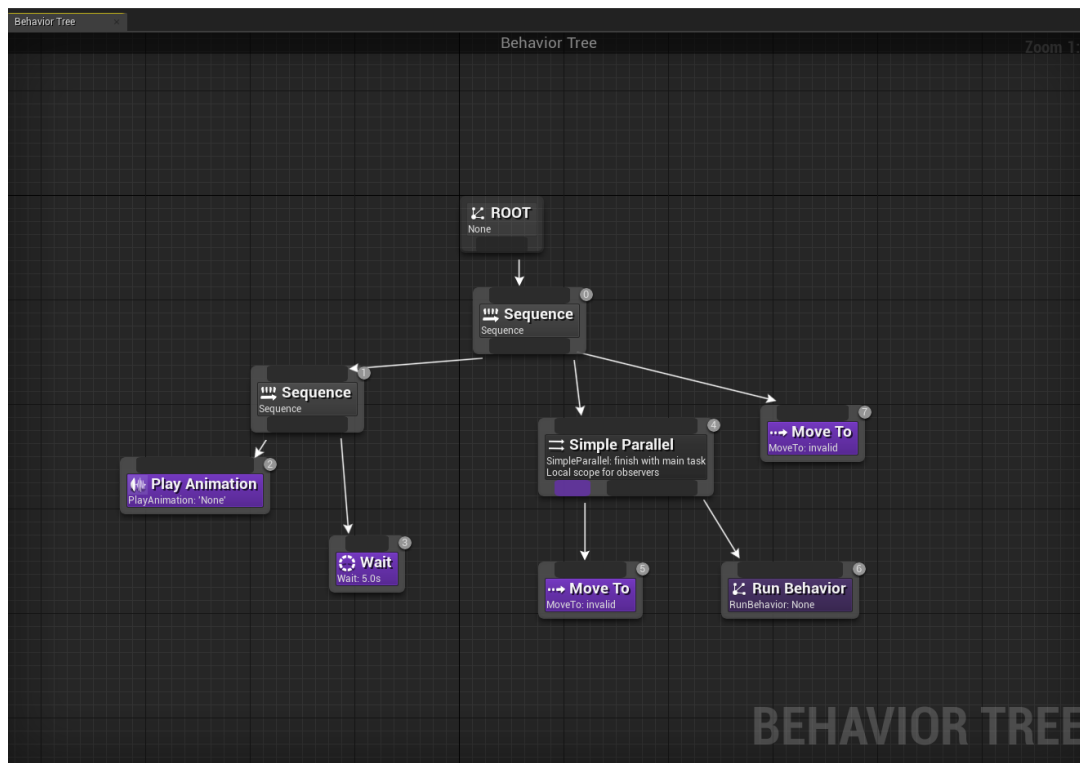 Behavior Tree
Behavior Tree
Zoom 1:
ROOT
None
0
Sequence
Sequence
1
Sequence
Sequence
2
Play Animation
PlayAnimation: 'None'
3
Wait
Wait: 5.0s
4
Simple Parallel
SimpleParallel: finish with main task
Local scope for observers
5
Move To
MoveTo: invalid
6
Run Behavior
RunBehavior: None
7
Move To
MoveTo: invalid
BEHAVIOR TREE